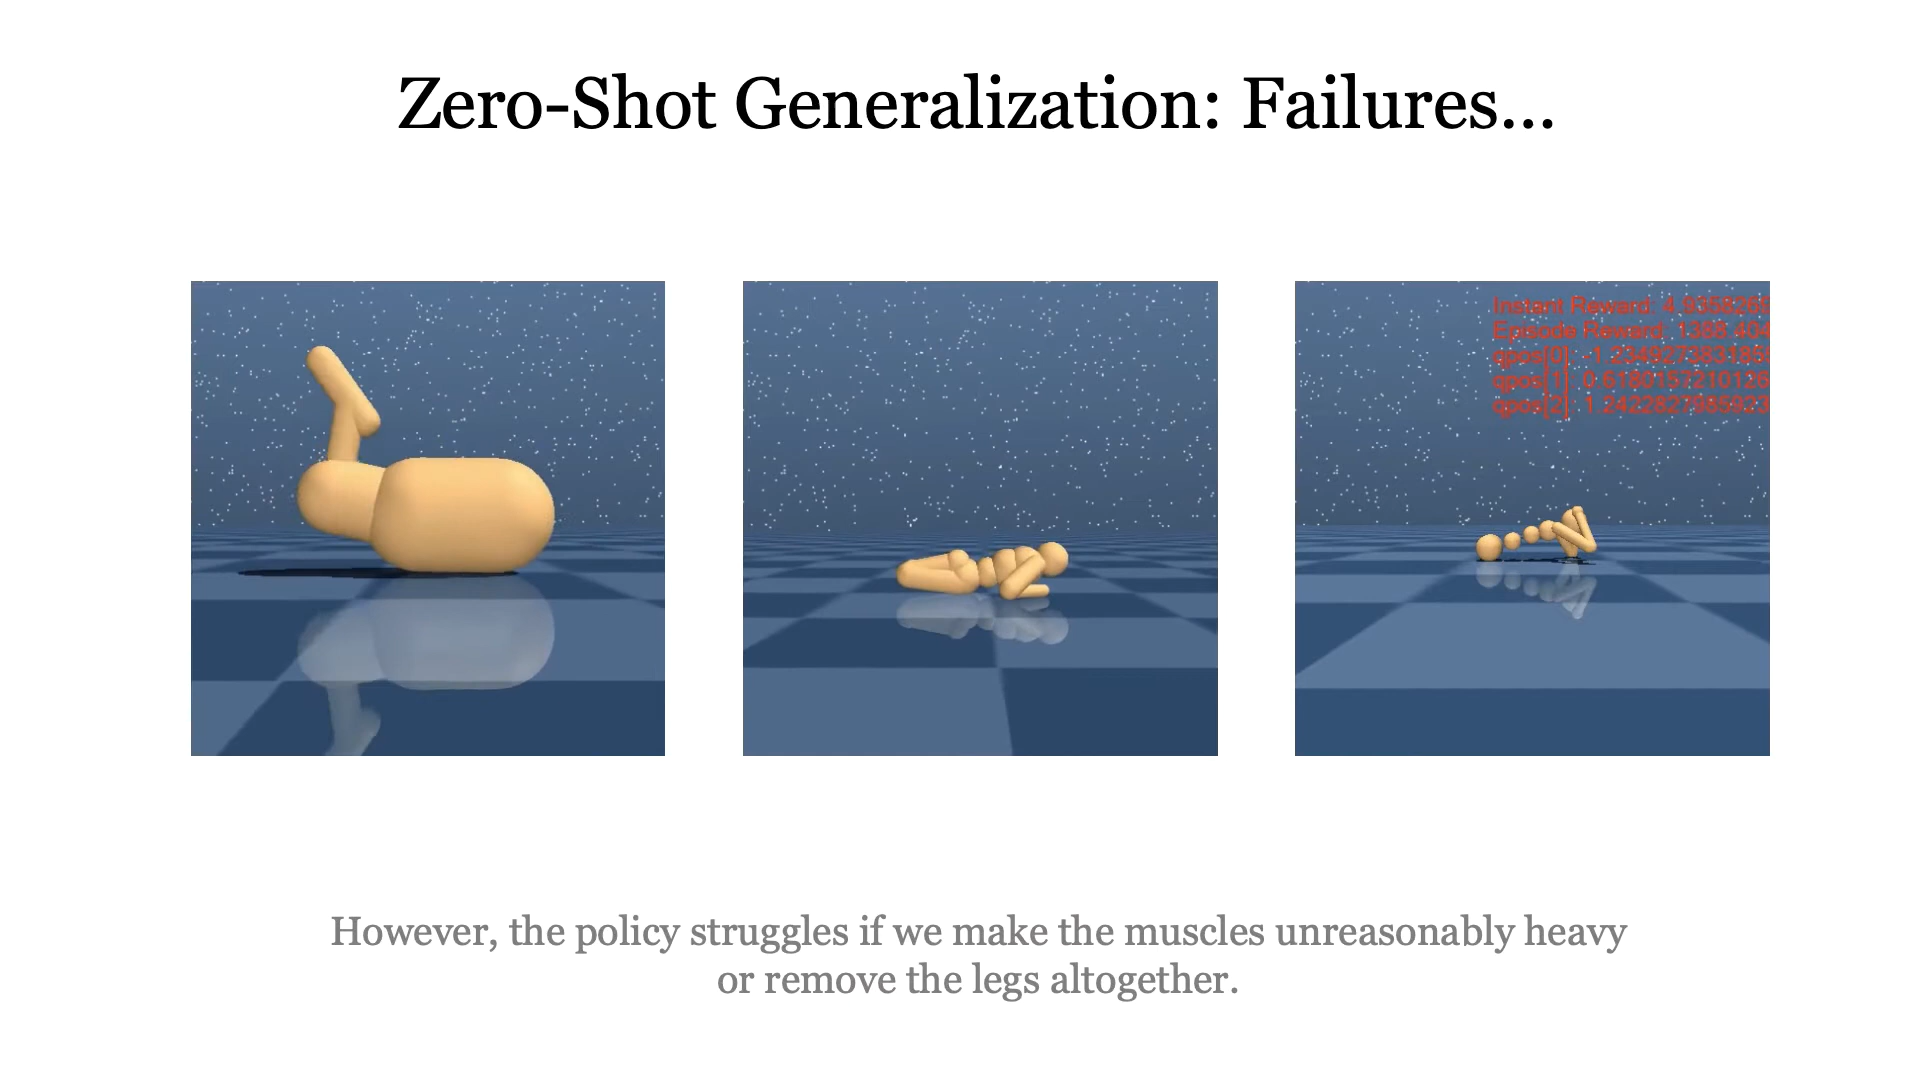 Zero-Shot Generalization: Failures...
Instant Reward: 4.9358269
Episode Reward: 1388.404
qpos[0]: -1.2349273831850
qpos[1]: 0.6180157210126
qpos[2]: 1.2422827985923
However, the policy struggles if we make the muscles unreasonably heavy
or remove the legs altogether.